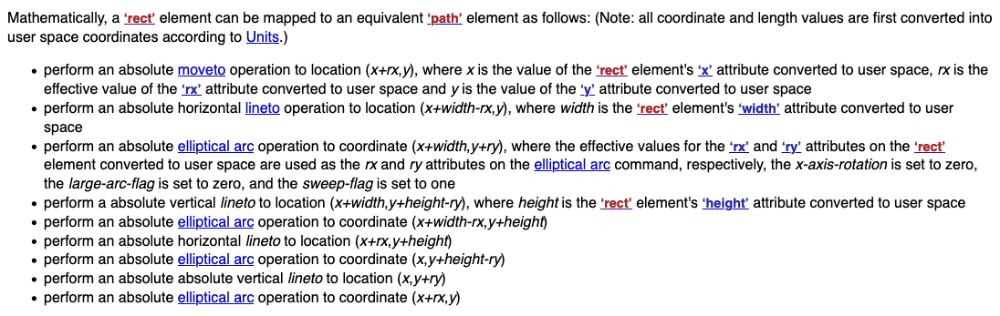 Mathematically, a ‘rect’ element can be mapped to an equivalent ‘path’ element as follows: (Note: all coordinate and length values are first converted into
user space coordinates according to Units.)
• perform an absolute moveto operation to location (x+rx,y), where x is the value of the ‘rect’ element's ‘x’ attribute converted to user space, rx is the
effective value of the ‘rx’ attribute converted to user space and y is the value of the ‘y’ attribute converted to user space
• perform an absolute horizontal lineto operation to location (x+width-rx,y), where width is the ‘rect’ element's ‘width’ attribute converted to user
space
• perform an absolute elliptical arc operation to coordinate (x+width,y+ry), where the effective values for the ‘rx’ and ‘ry’ attributes on the ‘rect’
element converted to user space are used as the rx and ry attributes on the elliptical arc command, respectively, the x-axis-rotation is set to zero,
the large-arc-flag is set to zero, and the sweep-flag is set to one
• perform a absolute vertical lineto to location (x+width,y+height-ry), where height is the ‘rect’ element's ‘height’ attribute converted to user space
• perform an absolute elliptical arc operation to coordinate (x+width-rx,y+height)
• perform an absolute horizontal lineto to location (x+rx,y+height)
• perform an absolute elliptical arc operation to coordinate (x,y+height-ry)
• perform an absolute absolute vertical lineto to location (x,y+ry)
• perform an absolute elliptical arc operation to coordinate (x+rx,y)